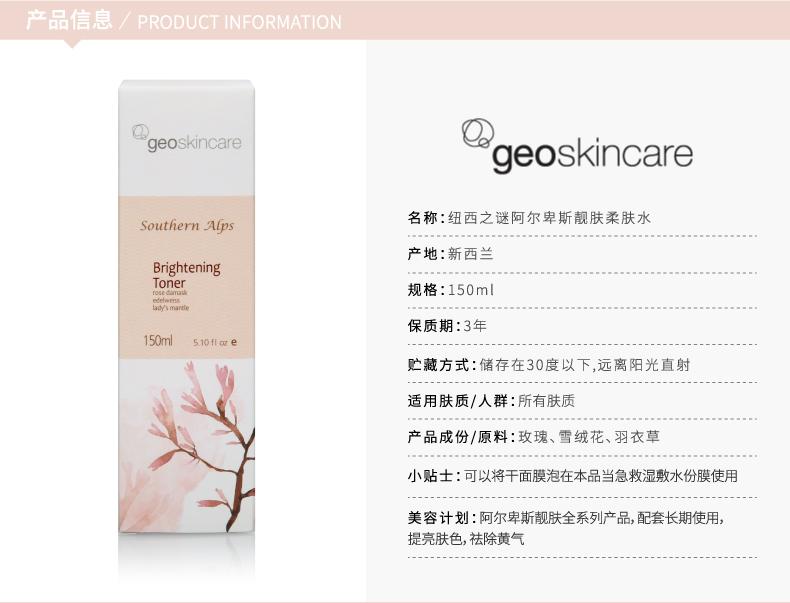 产品信息 / PRODUCT INFORMATION
geoskincare
Southern Alps
Brightening
Toner
rose damask
edelweiss
lady's mantle
150ml 5.10 fl oz e
geoskincare
名称:纽西之谜阿尔卑斯靓肤柔肤水
产地:新西兰
规格:150ml
保质期:3年
贮藏方式:储存在30度以下,远离阳光直射
适用肤质/人群:所有肤质
产品成份/原料:玫瑰、雪绒花、羽衣草
小贴士:可以将干面膜泡在本品当急救湿敷水份膜使用
美容计划:阿尔卑斯靓肤全系列产品,配套长期使用,
提亮肤色,祛除黄气